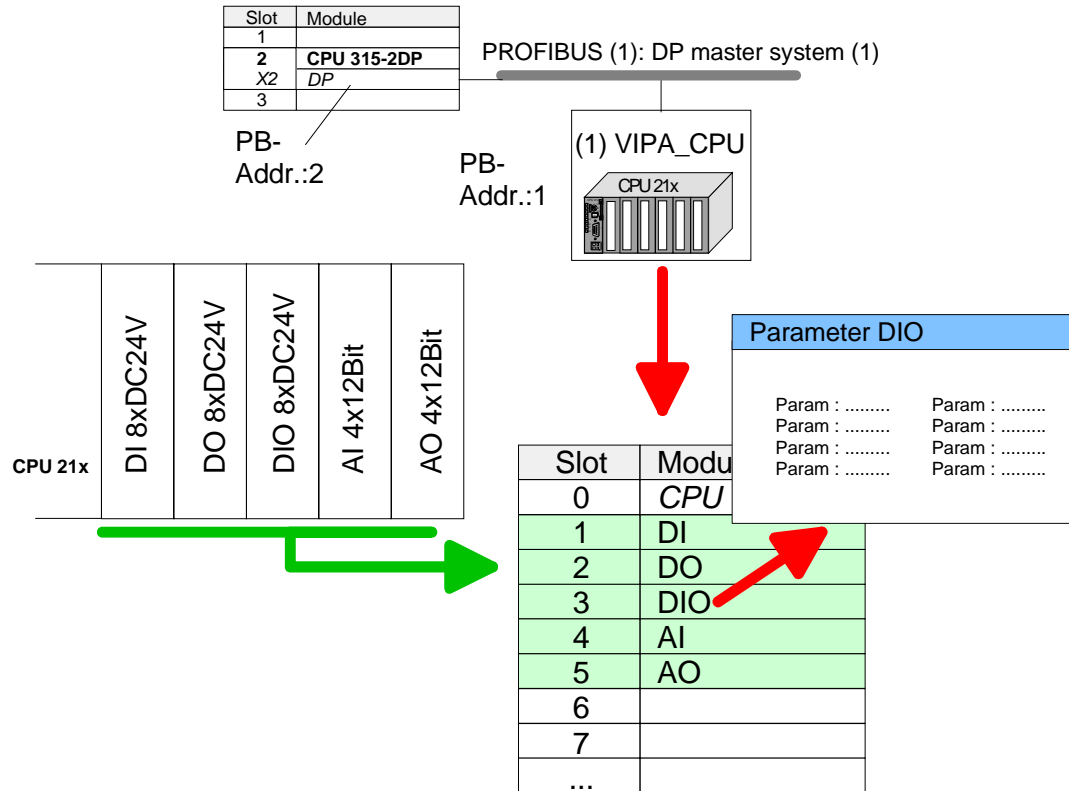 Slot Module
1
2 CPU 315-2DP
X2 DP
3
PROFIBUS (1): DP master system (1)
PB-
Addr.:2
PB-
Addr.:1
(1) VIPA_CPU
CPU 21x
CPU 21x
DI 8xDC24V
DO 8xDC24V
DIO 8xDC24V
AI 4x12Bit
AO 4x12Bit
Parameter DIO
Param : ......... Param : .........
Param : ......... Param : .........
Param : ......... Param : .........
Param : ......... Param : .........
Slot Modu
0 CPU
1 DI
2 DO
3 DIO
4 AI
5 AO
6
7
...